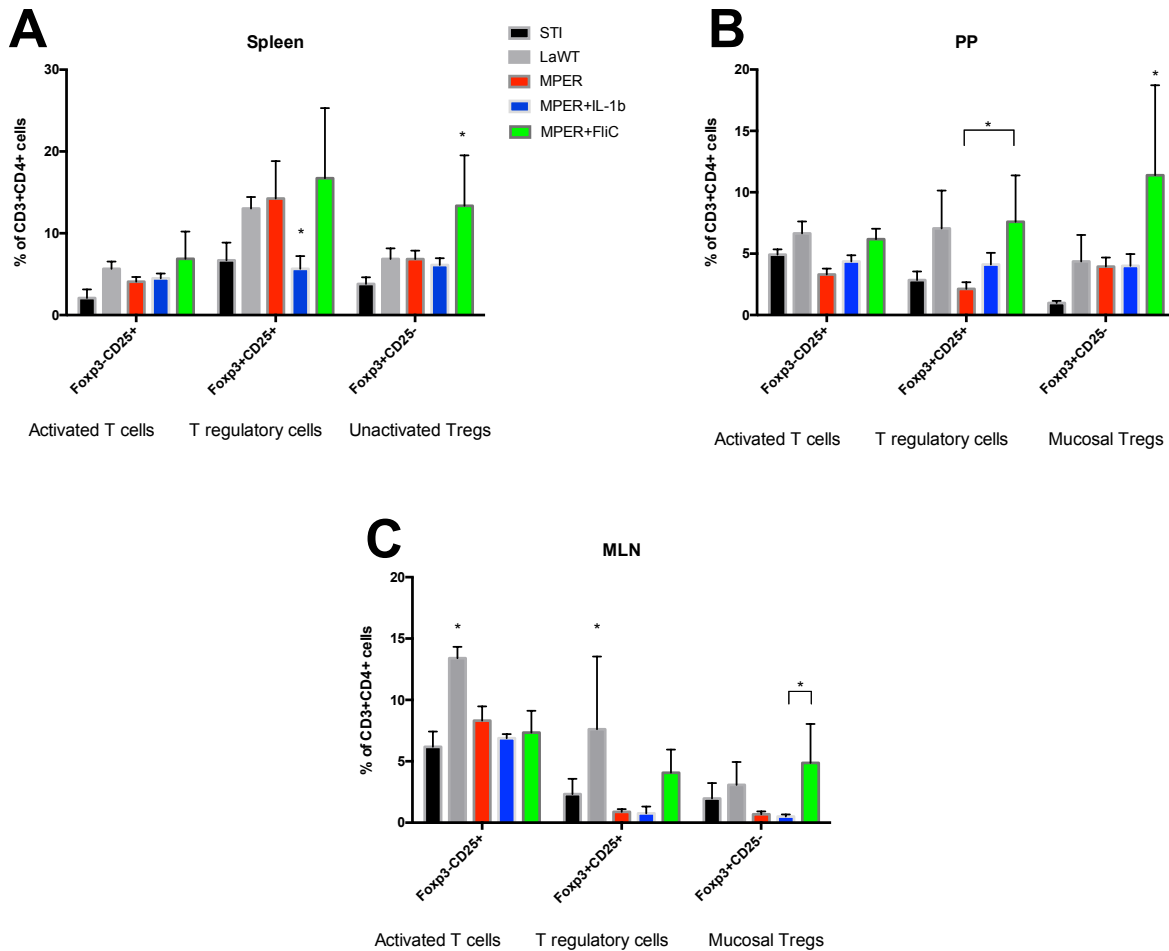 A
Spleen
STI
LaWT
MPER
MPER+IL-1b
MPER+FliC
% of CD3+CD4+ cells
30
20
10
0
*
*
Foxp3-CD25+
Foxp3+CD25+
Foxp3+CD25-
Activated T cells
T regulatory cells
Unactivated Tregs
B
PP
% of CD3+CD4+ cells
20
15
10
5
0
*
*
Foxp3-CD25+
Foxp3+CD25+
Foxp3+CD25-
Activated T cells
T regulatory cells
Mucosal Tregs
C
MLN
% of CD3+CD4+ cells
20
15
10
5
0
*
*
*
Foxp3-CD25+
Foxp3+CD25+
Foxp3+CD25-
Activated T cells
T regulatory cells
Mucosal Tregs